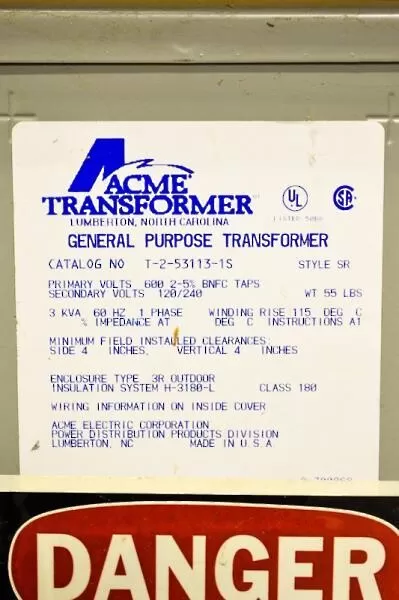 ACME
TRANSFORMER
LUMBERTON, NORTH CAROLINA
UL
LISTED
SA
GENERAL PURPOSE TRANSFORMER
CATALOG NO T-2-53113-1S STYLE SR
PRIMARY VOLTS 600 2-5% BNFC TAPS
SECONDARY VOLTS 120/240 WT 55 LBS
3 KVA 60 HZ 1 PHASE WINDING RISE 115 DEG C
% IMPEDANCE AT DEG C INSTRUCTIONS AI
MINIMUM FIELD INSTALLED CLEARANCES:
SIDE 4 INCHES, VERTICAL 4 INCHES
ENCLOSURE TYPE 3R OUTDOOR
INSULATION SYSTEM H-3180-L CLASS 180
WIRING INFORMATION ON INSIDE COVER
ACME ELECTRIC CORPORATION
POWER DISTRIBUTION PRODUCTS DIVISION
LUMBERTON, NC MADE IN U.S.A.
DANGER